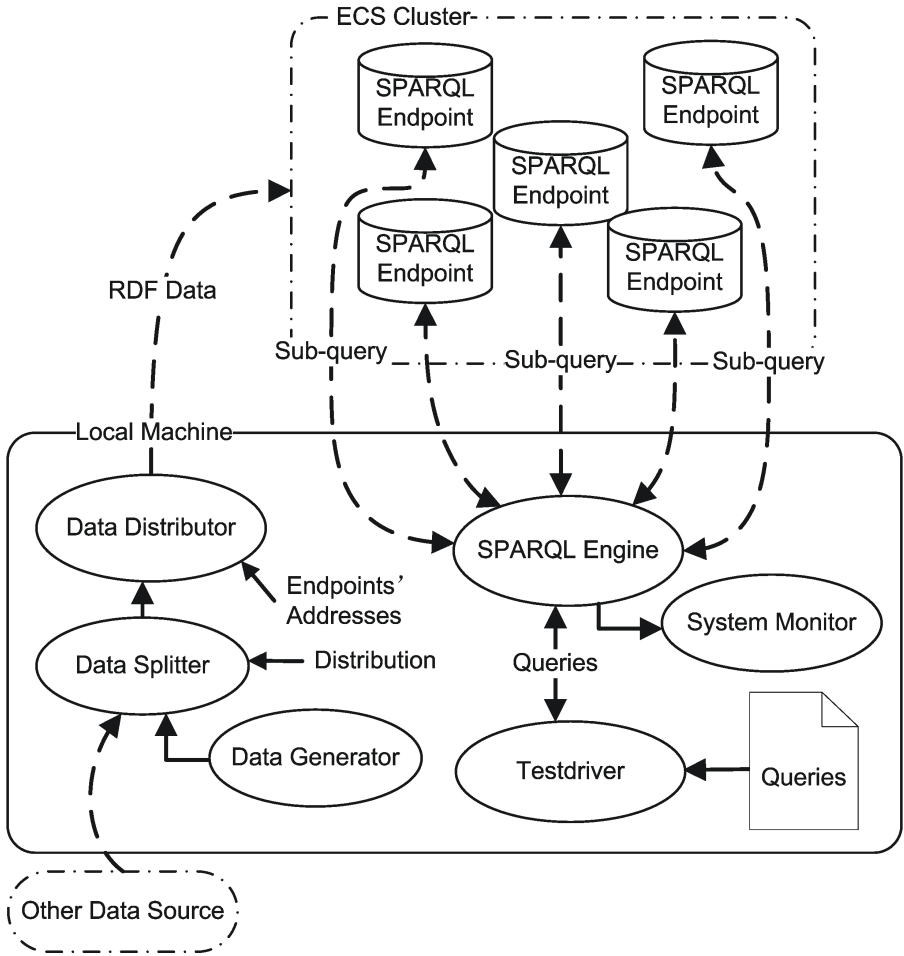 ECS Cluster
SPARQL
Endpoint
SPARQL
Endpoint
SPARQL
Endpoint
SPARQL
Endpoint
SPARQL
Endpoint
RDF Data
Sub-query
Sub-query
Sub-query
Local Machine
Data Distributor
SPARQL Engine
Endpoints’
Addresses
System Monitor
Data Splitter
Distribution
Queries
Data Generator
Testdriver
Queries
Other Data Source